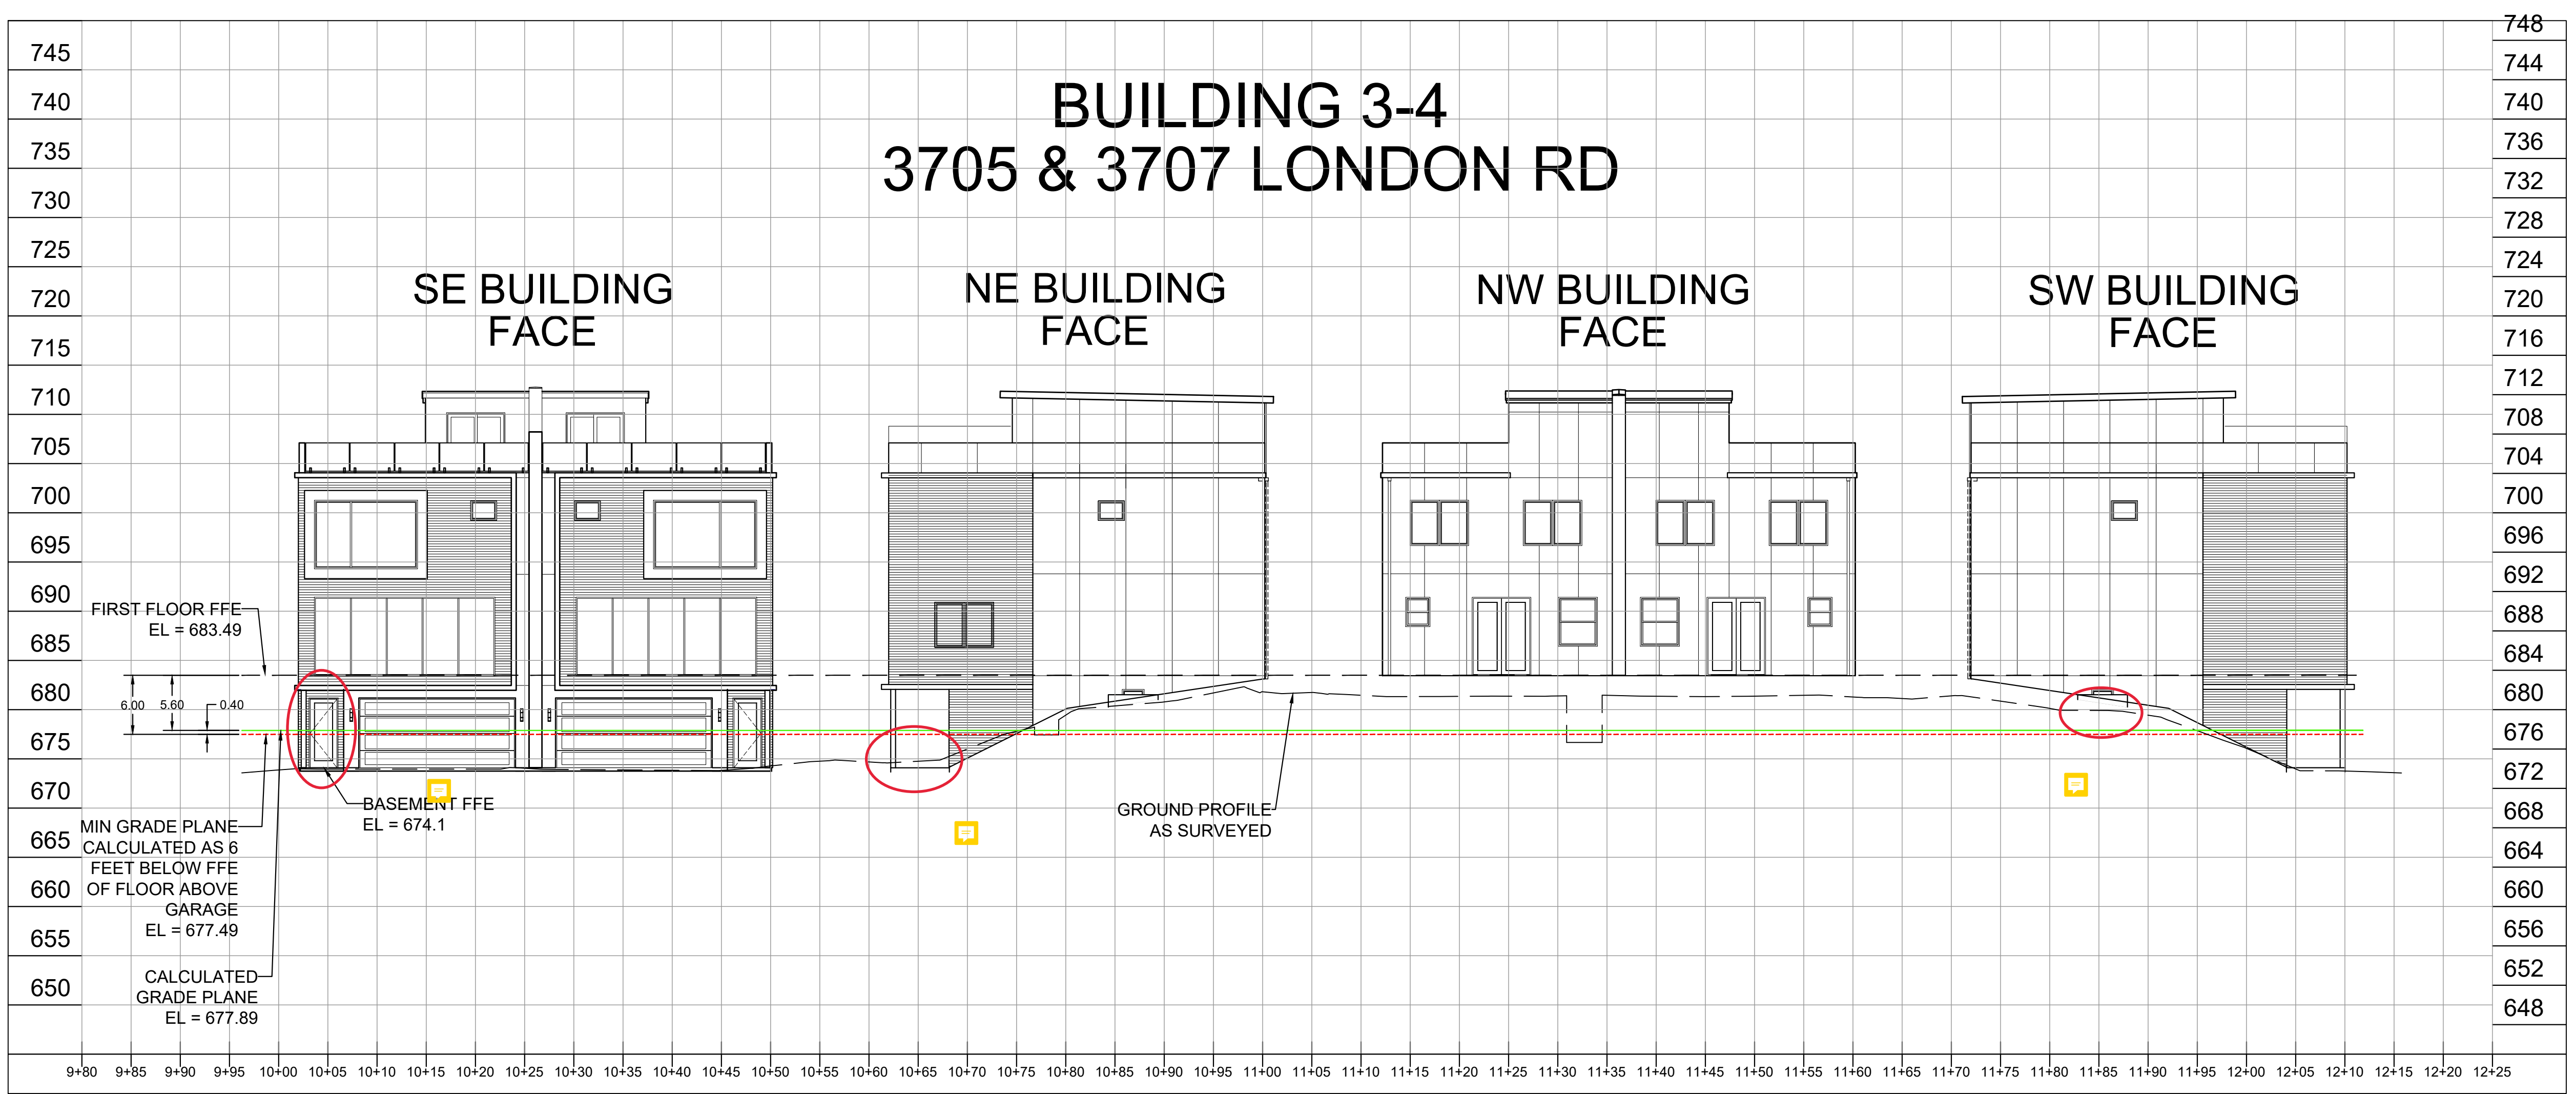 BUILDING 3-4
3705 & 3707 LONDON RD
SE BUILDING
FACE
NE BUILDING
FACE
NW BUILDING
FACE
SW BUILDING
FACE
745
740
735
730
725
720
715
710
705
700
695
690
685
680
675
670
665
660
655
650
748
744
740
736
732
728
724
720
716
712
708
704
700
696
692
688
684
680
676
672
668
664
660
656
652
648
FIRST FLOOR FFE
EL = 683.49
6.00 5.60 0.40
BASEMENT FFE
EL = 674.1
MIN GRADE PLANE
CALCULATED AS 6
FEET BELOW FFE
OF FLOOR ABOVE
GARAGE
EL = 677.49
CALCULATED
GRADE PLANE
EL = 677.89
GROUND PROFILE
AS SURVEYED
9+80 9+85 9+90 9+95 10+00 10+05 10+10 10+15 10+20 10+25 10+30 10+35 10+40 10+45 10+50 10+55 10+60 10+65 10+70 10+75 10+80 10+85 10+90 10+95 11+00 11+05 11+10 11+15 11+20 11+25 11+30 11+35 11+40 11+45 11+50 11+55 11+60 11+65 11+70 11+75 11+80 11+85 11+90 11+95 12+00 12+05 12+10 12+15 12+20 12+25